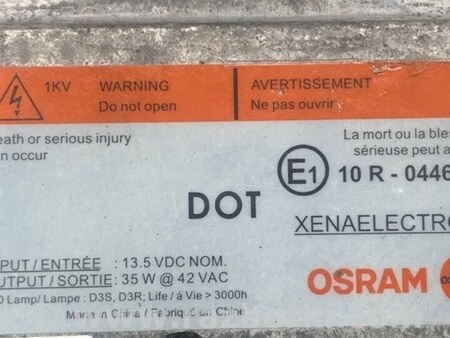 1KV WARNING
Do not open
AVERTISSEMENT
Ne pas ouvrir
eath or serious injury
n occur
La mort ou la bles
sérieuse peut a
E1 10 R - 0446
DOT
XENAELECTRO
PUT / ENTRÉE : 13.5 VDC NOM.
UTPUT / SORTIE: 35 W @ 42 VAC
D Lamp/ Lampe : D3S, D3R; Life / à Vie > 3000h
Made in China / Fabriqué en Chine
OSRAM